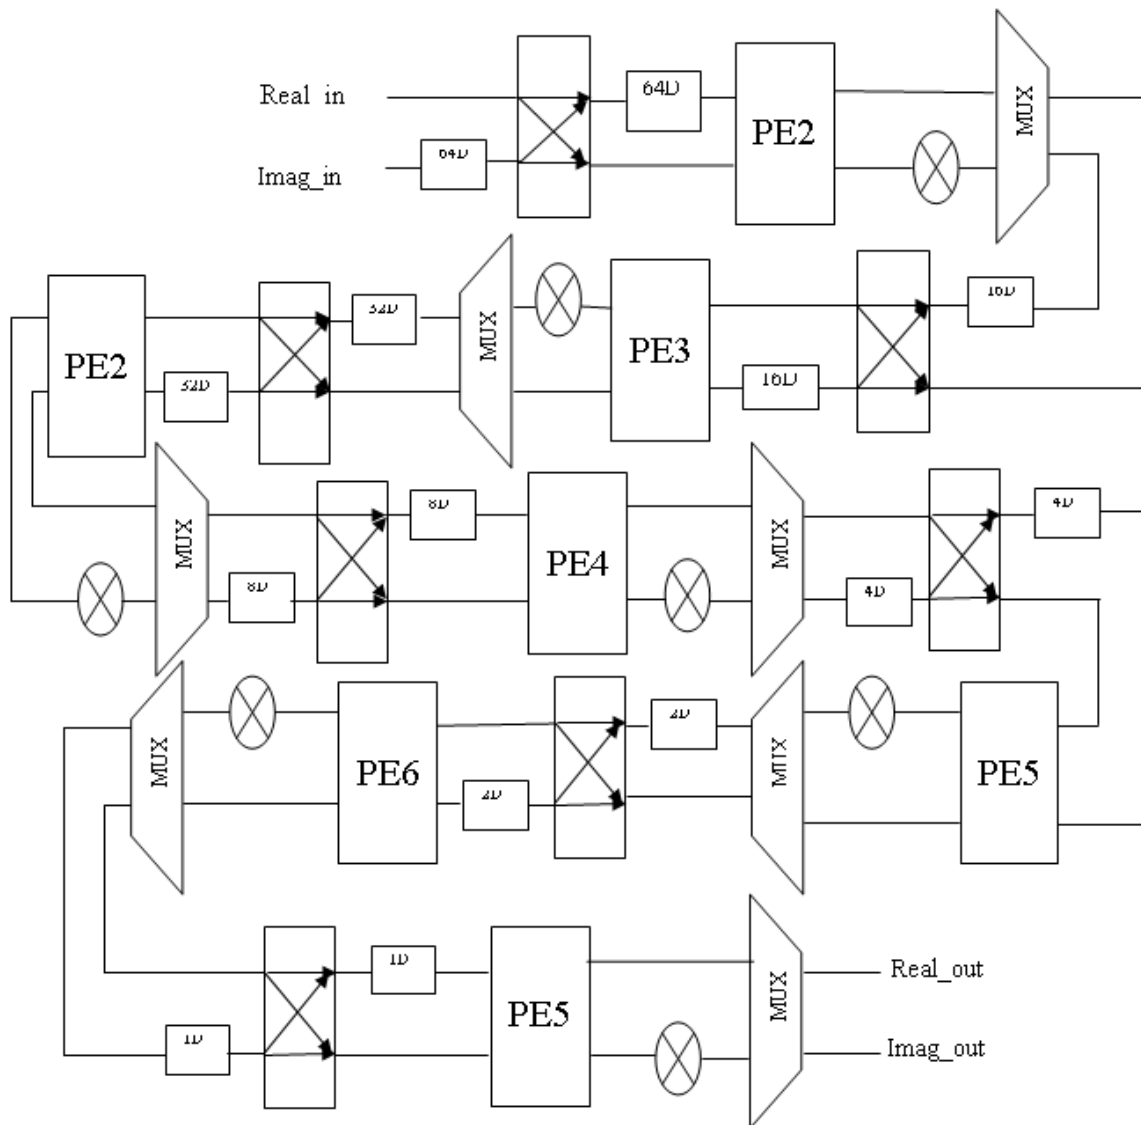 Real_in
64D
PE2
MUX
Imag_in
64D
16D
PE2
32D
MUX
PE3
32D
16D
MUX
8D
PE4
MUX
4D
8D
4D
MUX
PE6
2D
MUX
PE5
2D
1D
PE5
MUX
Real_out
1D
Imag_out